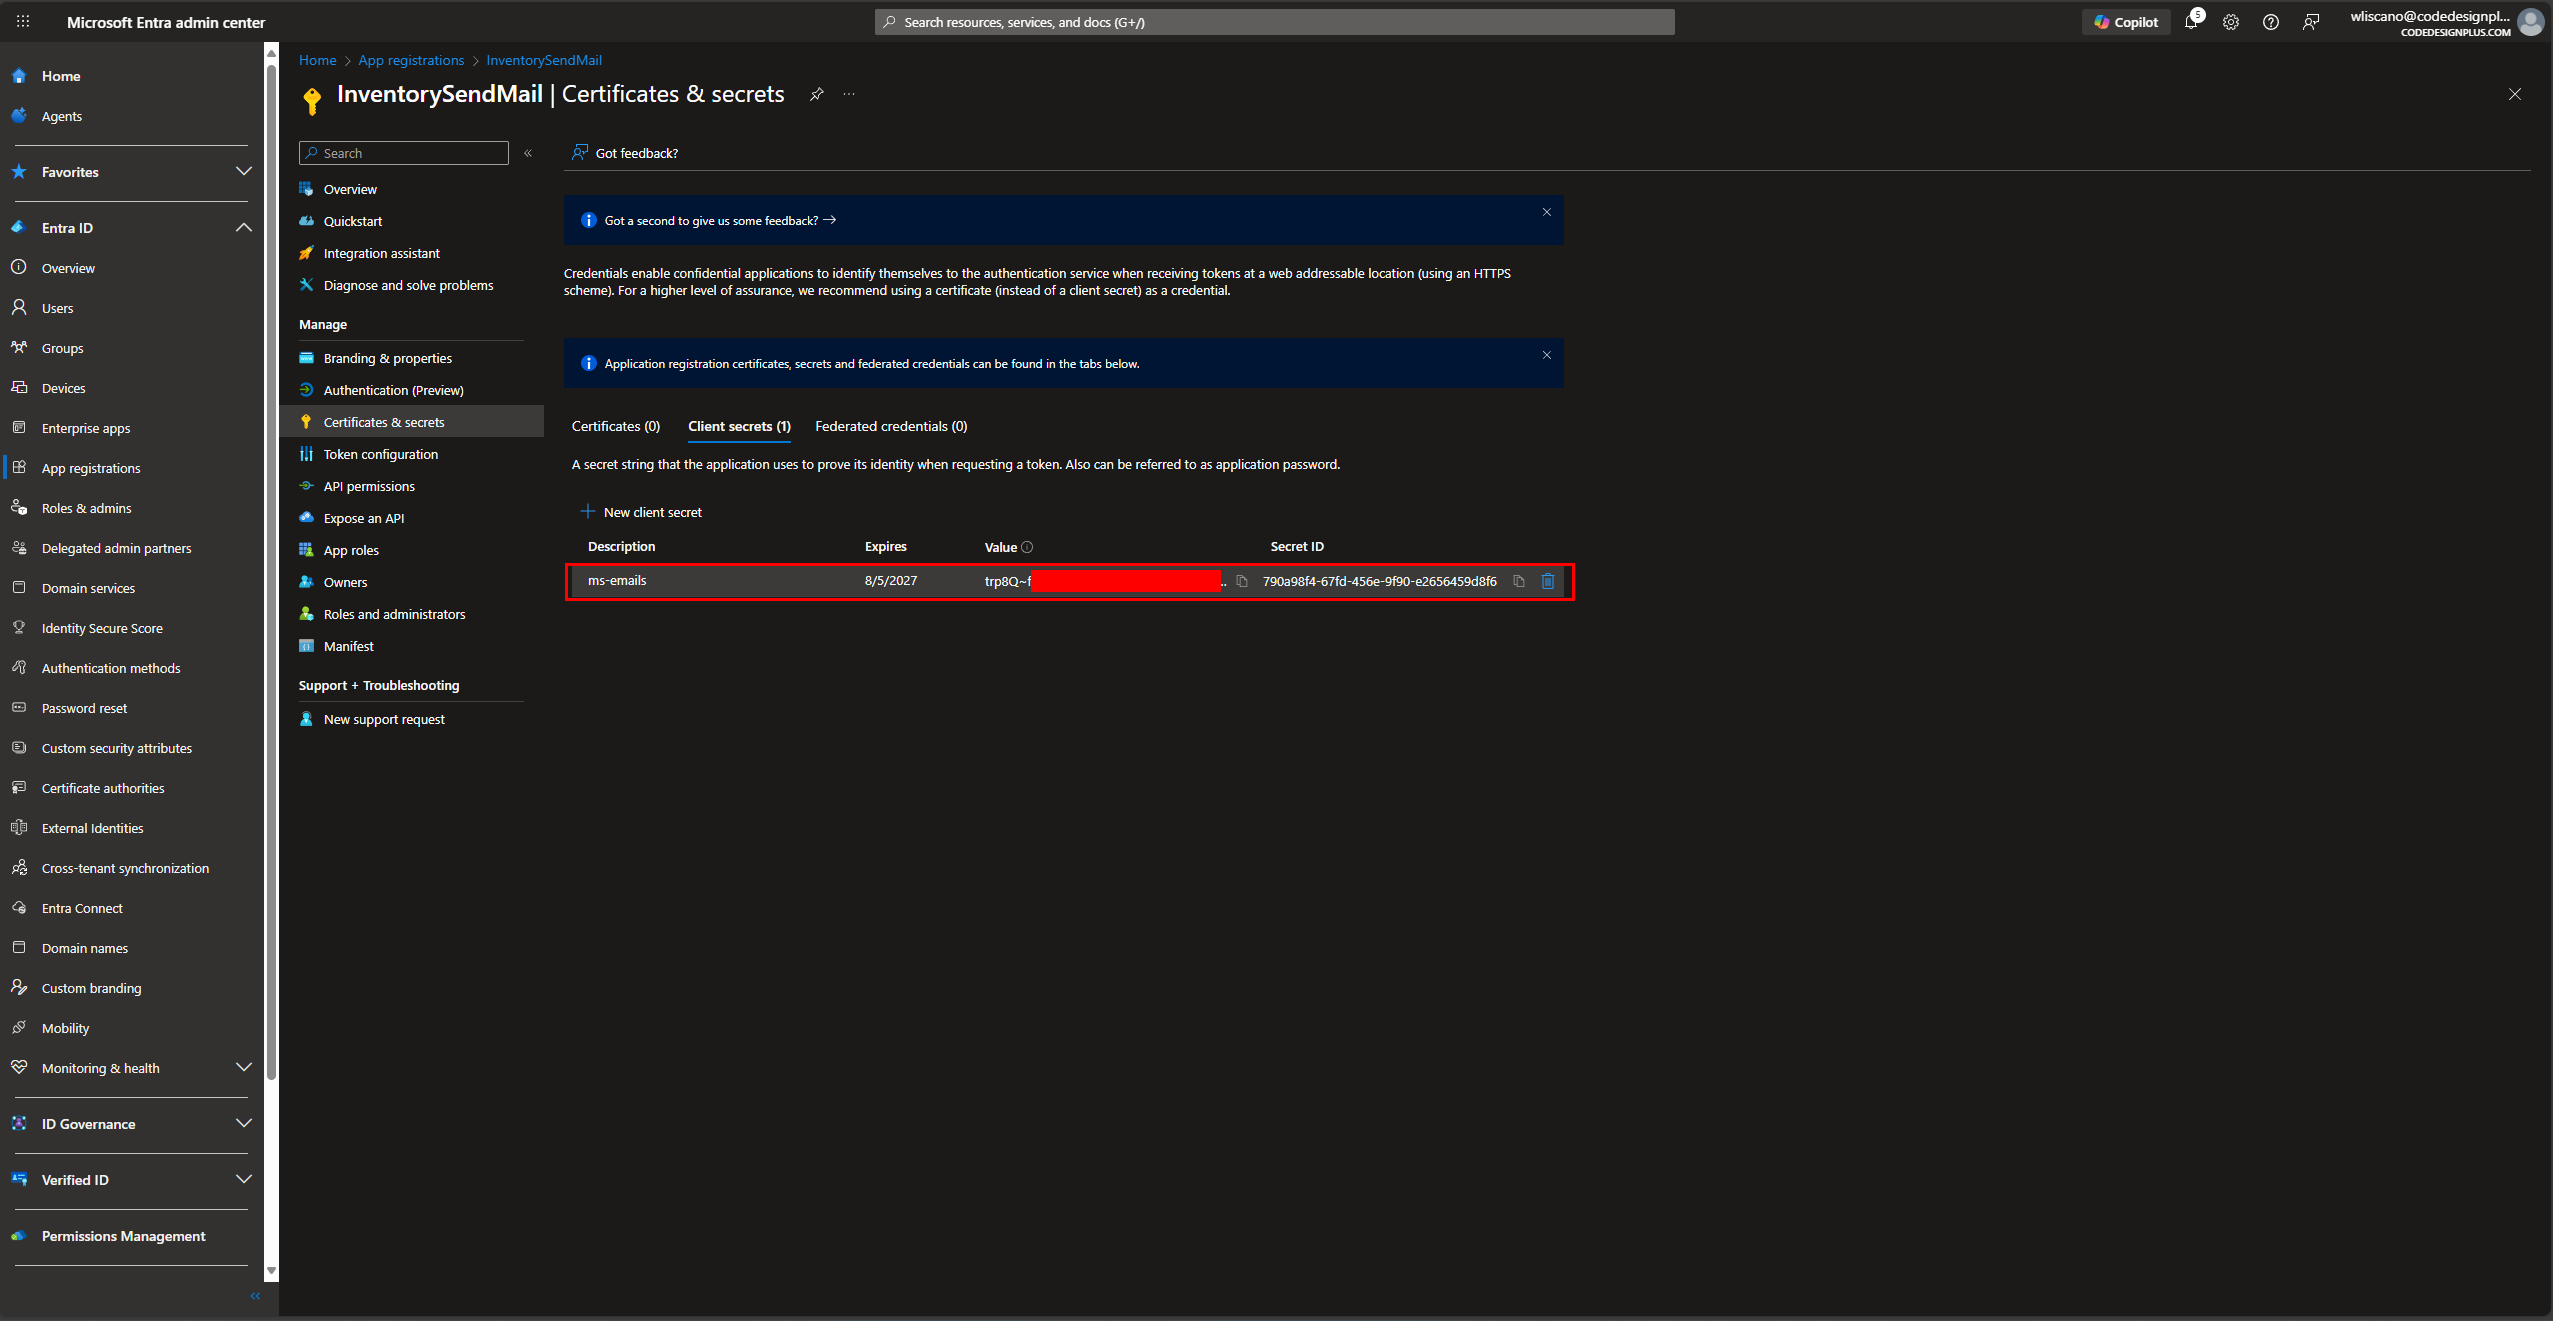 Microsoft Entra admin center
Search resources, services, and docs (G+/)
Copilot
5
wliscano@codedesignpl...
CODEDESIGNPLUS.COM
Home
Agents
Favorites
Entra ID
Overview
Users
Groups
Devices
Enterprise apps
App registrations
Roles & admins
Delegated admin partners
Domain services
Identity Secure Score
Authentication methods
Password reset
Custom security attributes
Certificate authorities
External Identities
Cross-tenant synchronization
Entra Connect
Domain names
Custom branding
Mobility
Monitoring & health
ID Governance
Verified ID
Permissions Management
Home > App registrations > InventorySendMail
InventorySendMail | Certificates & secrets
Search
Overview
Quickstart
Integration assistant
Diagnose and solve problems
Manage
Branding & properties
Authentication (Preview)
Certificates & secrets
Token configuration
API permissions
Expose an API
App roles
Owners
Roles and administrators
Manifest
Support + Troubleshooting
New support request
Got feedback?
Got a second to give us some feedback?
Credentials enable confidential applications to identify themselves to the authentication service when receiving tokens at a web addressable location (using an HTTPS
scheme). For a higher level of assurance, we recommend using a certificate (instead of a client secret) as a credential.
Application registration certificates, secrets and federated credentials can be found in the tabs below.
Certificates (0) Client secrets (1) Federated credentials (0)
A secret string that the application uses to prove its identity when requesting a token. Also can be referred to as application password.
New client secret
Description Expires Value Secret ID
ms-emails 8/5/2027 trp8Q~f .. 790a98f4-67fd-456e-9f90-e2656459d8f6